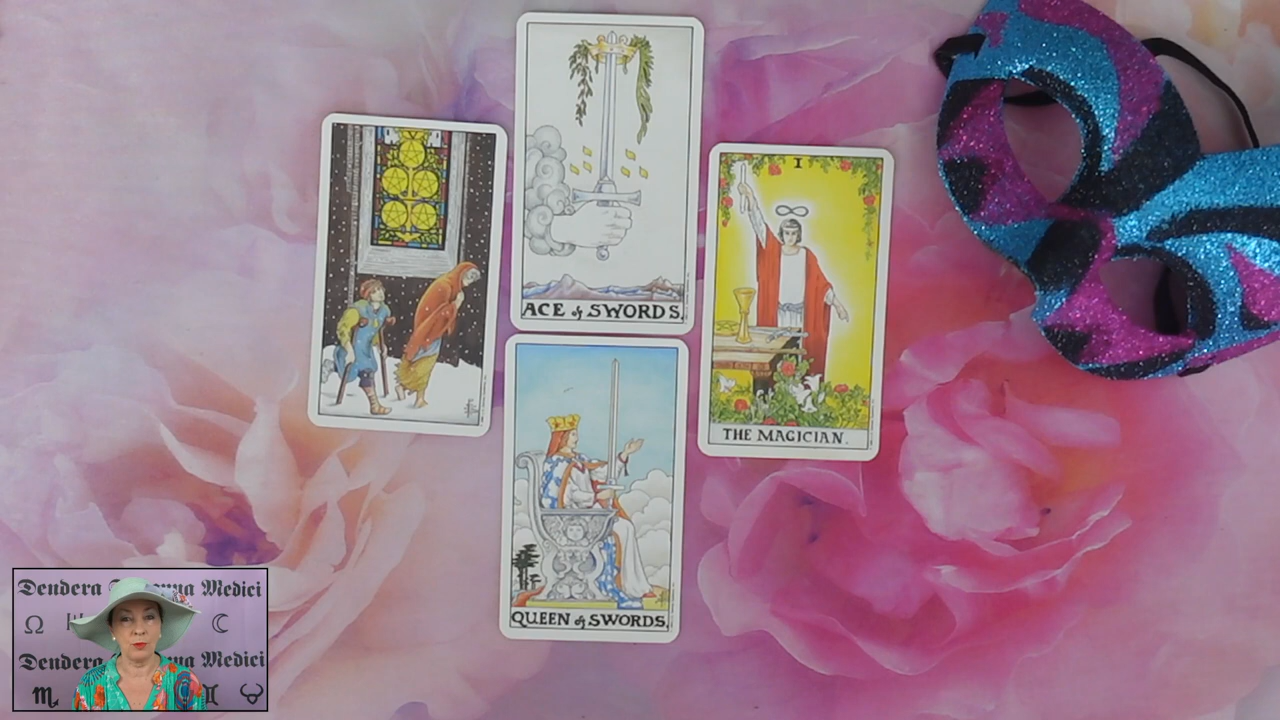 ACE of SWORDS.
I
THE MAGICIAN.
QUEEN of SWORDS.
Dendera Medici
Dendera Medici